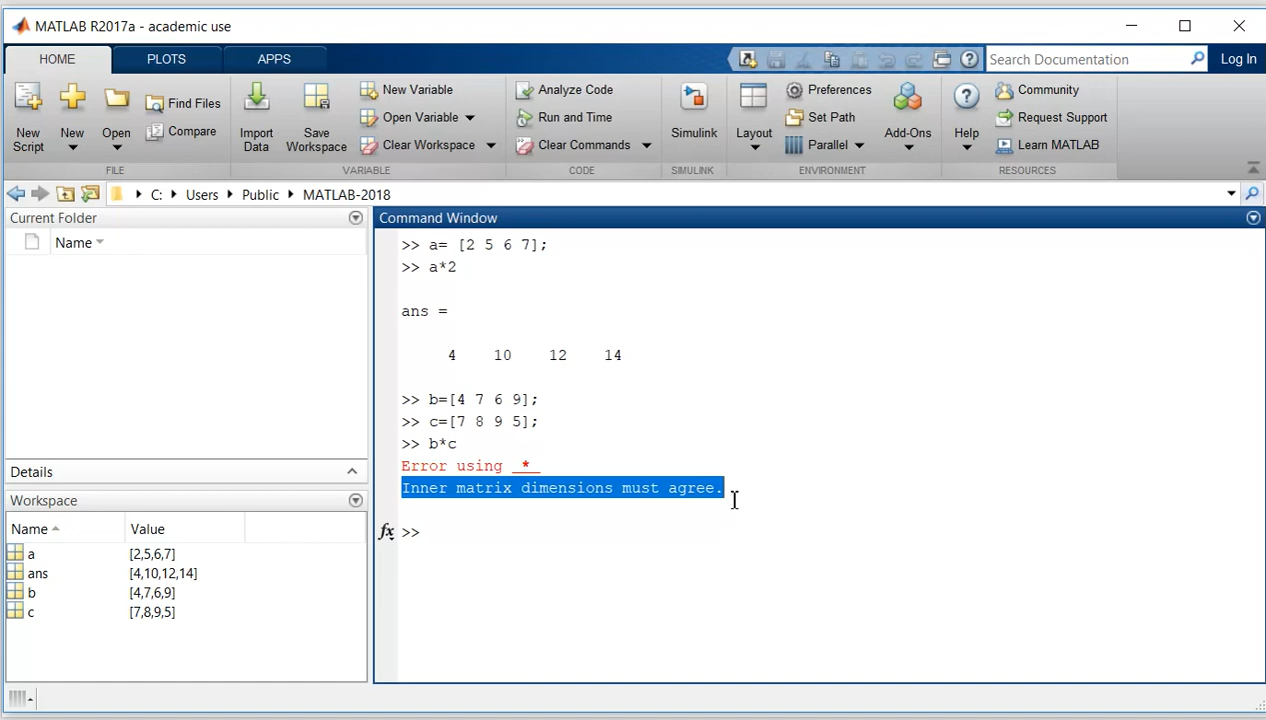 MATLAB R2017a - academic use
HOME PLOTS APPS Search Documentation Log In
New Script
New
Open
Find Files
Compare
FILE
Import Data
Save Workspace
New Variable
Open Variable
Clear Workspace
VARIABLE
Analyze Code
Run and Time
Clear Commands
CODE
Simulink
SIMULINK
Layout
Preferences
Set Path
Parallel
Add-Ons
ENVIRONMENT
Help
Community
Request Support
Learn MATLAB
RESOURCES
C: Users Public MATLAB-2018
Current Folder
Name
Details
Workspace
Name Value
a [2,5,6,7]
ans [4,10,12,14]
b [4,7,6,9]
c [7,8,9,5]
Command Window
>> a= [2 5 6 7];
>> a*2
ans =
4 10 12 14
>> b=[4 7 6 9];
>> c=[7 8 9 5];
>> b*c
Error using *
Inner matrix dimensions must agree.
fx >>